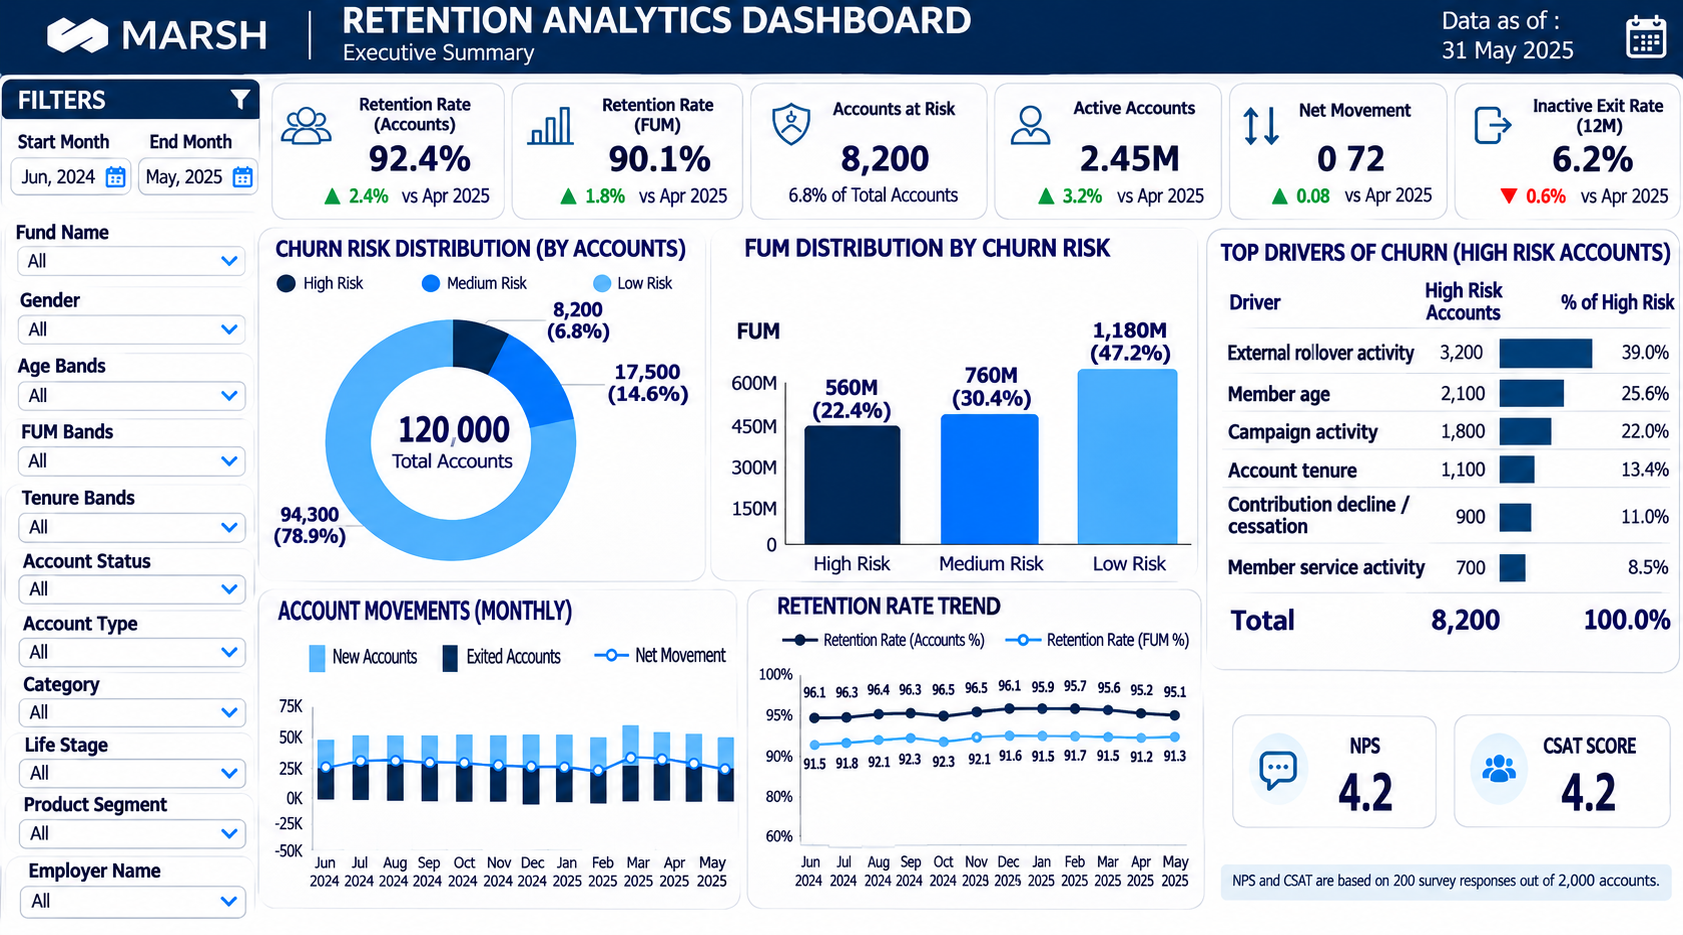 MARSH
RETENTION ANALYTICS DASHBOARD
Executive Summary
Data as of :
31 May 2025
FILTERS
Start Month
End Month
Jun, 2024
May, 2025
Fund Name
All
Gender
All
Age Bands
All
FUM Bands
All
Tenure Bands
All
Account Status
All
Account Type
All
Category
All
Life Stage
All
Product Segment
All
Employer Name
All
Retention Rate
(Accounts)
92.4%
▲ 2.4% vs Apr 2025
Retention Rate
(FUM)
90.1%
▲ 1.8% vs Apr 2025
Accounts at Risk
8,200
6.8% of Total Accounts
Active Accounts
2.45M
▲ 3.2% vs Apr 2025
Net Movement
0 72
▲ 0.08 vs Apr 2025
Inactive Exit Rate
(12M)
6.2%
▼ 0.6% vs Apr 2025
CHURN RISK DISTRIBUTION (BY ACCOUNTS)
High Risk Medium Risk Low Risk
8,200
(6.8%)
17,500
(14.6%)
120,000
Total Accounts
94,300
(78.9%)
FUM DISTRIBUTION BY CHURN RISK
FUM
600M
450M
300M
150M
0
560M
(22.4%)
760M
(30.4%)
1,180M
(47.2%)
High Risk Medium Risk Low Risk
TOP DRIVERS OF CHURN (HIGH RISK ACCOUNTS)
Driver
High Risk
Accounts
% of High Risk
External rollover activity 3,200 39.0%
Member age 2,100 25.6%
Campaign activity 1,800 22.0%
Account tenure 1,100 13.4%
Contribution decline /
cessation 900 11.0%
Member service activity 700 8.5%
Total 8,200 100.0%
ACCOUNT MOVEMENTS (MONTHLY)
New Accounts Exited Accounts Net Movement
75K
50K
25K
0K
-25K
-50K
Jun Jul Aug Sep Oct Nov Dec Jan Feb Mar Apr May
2024 2024 2024 2024 2024 2024 2024 2025 2025 2025 2025 2025
RETENTION RATE TREND
Retention Rate (Accounts %) Retention Rate (FUM %)
100%
95%
90%
80%
60%
96.1 96.3 96.4 96.3 96.5 96.5 96.1 95.9 95.7 95.6 95.2 95.1
91.5 91.8 92.1 92.3 92.3 92.1 91.6 91.5 91.7 91.5 91.2 91.3
Jun Jul Aug Sep Oct Nov Dec Jan Feb Mar Apr May
2024 2024 2024 2024 2024 2025 2025 2025 2025 2025 2025 2025
NPS
4.2
CSAT SCORE
4.2
NPS and CSAT are based on 200 survey responses out of 2,000 accounts.